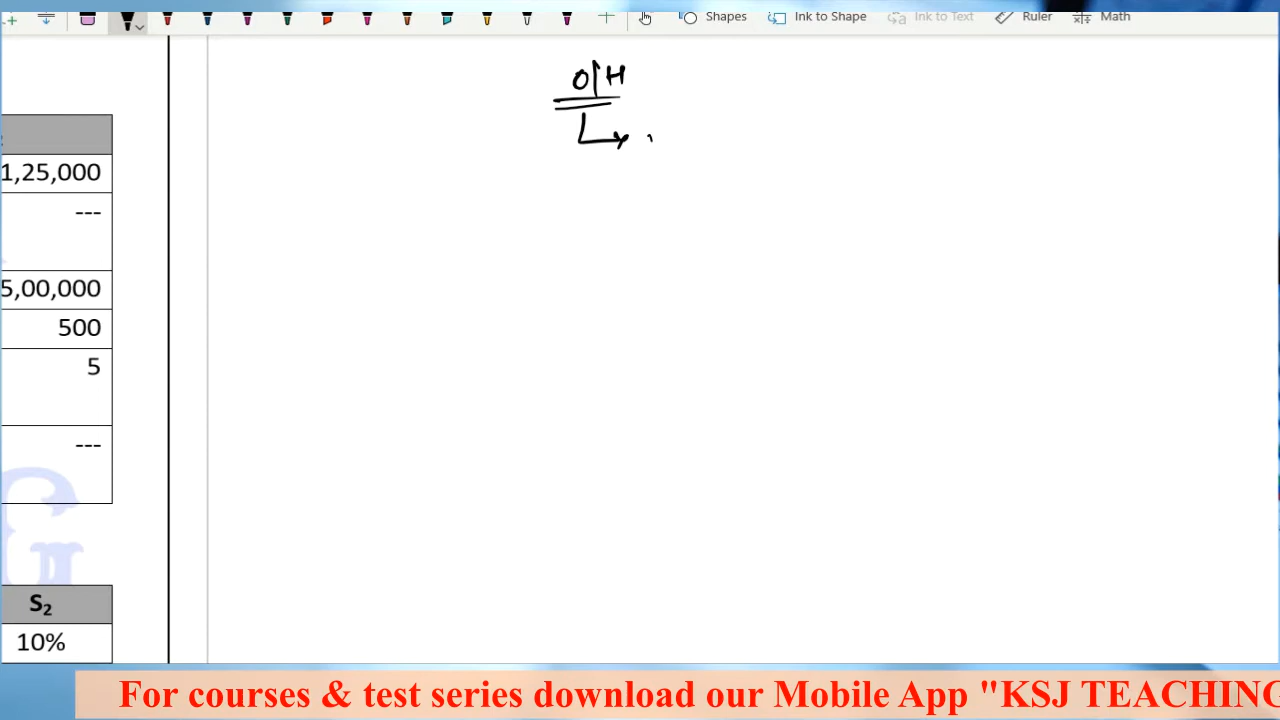 Shapes Ink to Shape Ink to Text Ruler Math
O/H
1,25,000
---
5,00,000
500
5
---
S₂
10%
For courses & test series download our Mobile App "KSJ TEACHING